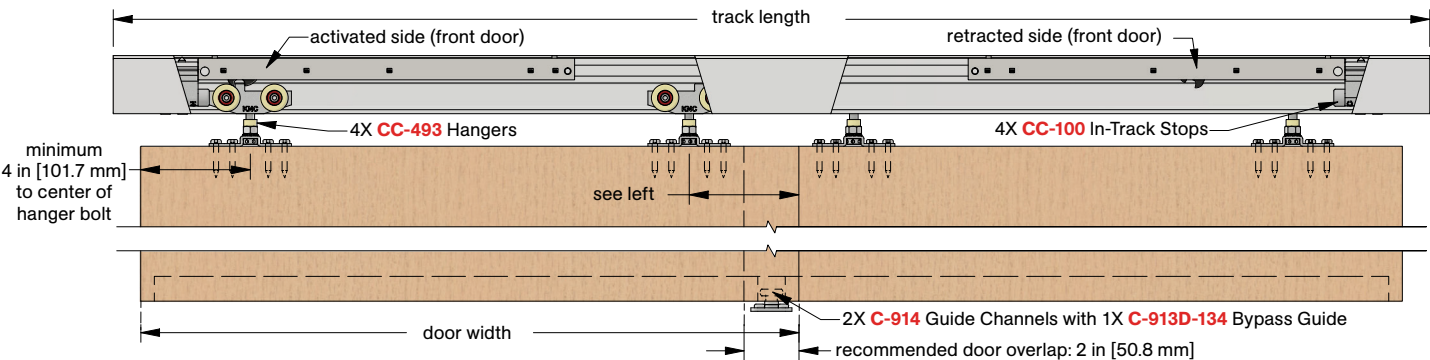 track length
activated side (front door)
retracted side (front door)
KNC
KNC
4X CC-493 Hangers
4X CC-100 In-Track Stops
minimum
4 in [101.7 mm]
to center of
hanger bolt
see left
2X C-914 Guide Channels with 1X C-913D-134 Bypass Guide
door width
recommended door overlap: 2 in [50.8 mm]